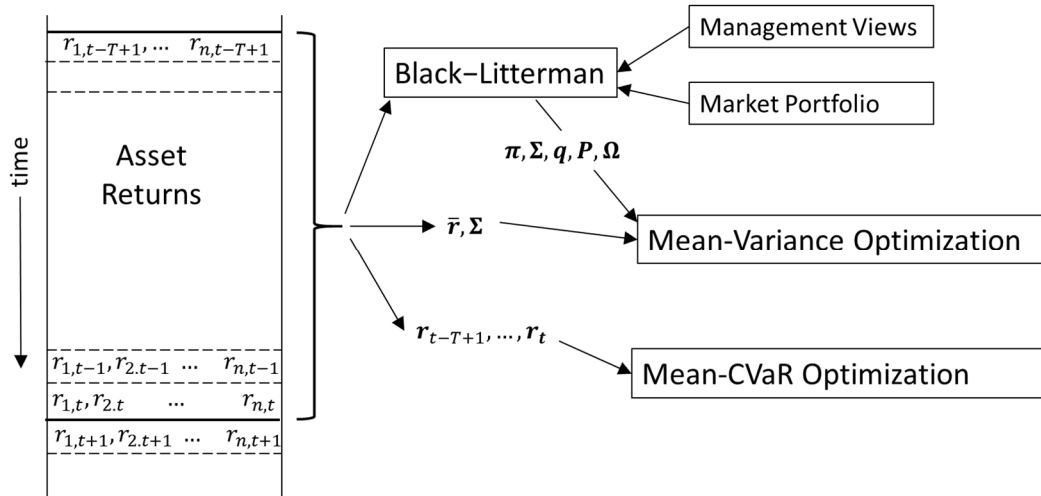 r₁,t−T+1, ... rn,t−T+1
Asset
Returns
time
r₁,t−1, r₂.t−1 ... rn,t−1
r₁,t, r₂.t ... rn,t
r₁,t+1, r₂.t+1 ... rn,t+1
Black−Litterman
Management Views
Market Portfolio
π, Σ, q, P, Ω
r̄, Σ
Mean-Variance Optimization
rt−T+1, ..., rt
Mean-CVaR Optimization